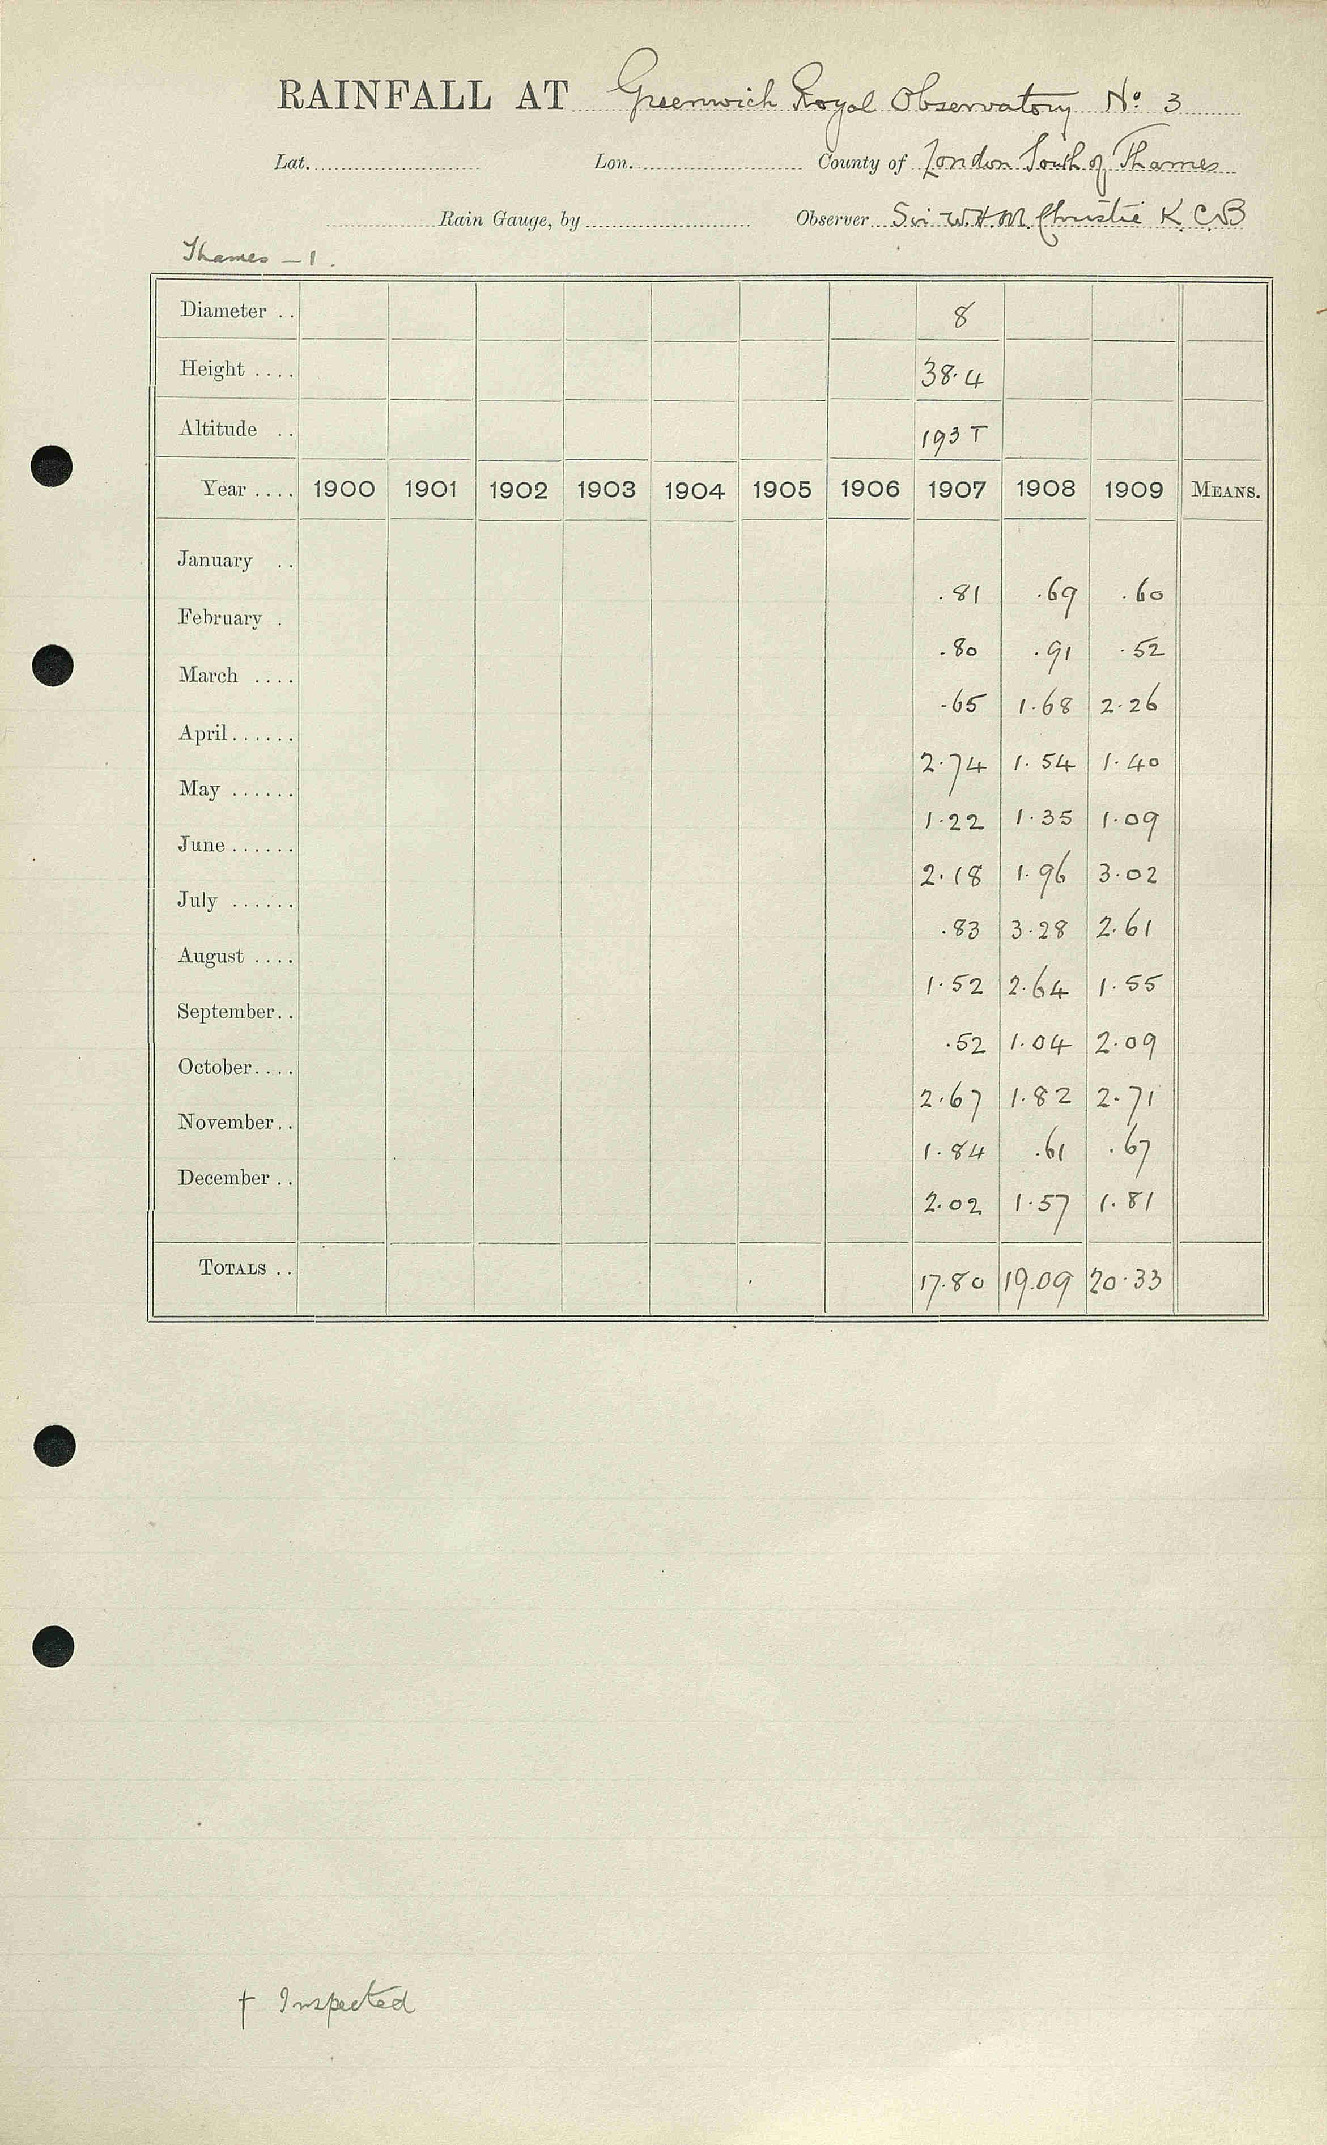 RAINFALL AT Greenwich Royal Observatory No. 3
Lat. Lon. County of London South of Thames
Rain Gauge, by Observer Sir W.H.M. Christie K.C.B
Thames - 1.
Diameter .. 8
Height .... 38.4
Altitude .. 193 T
Year .... 1900 1901 1902 1903 1904 1905 1906 1907 1908 1909 MEANS.
January .. .81 .69 .60
February . .80 .91 .52
March .... .65 1.68 2.26
April...... 2.74 1.54 1.40
May ...... 1.22 1.35 1.09
June ...... 2.18 1.96 3.02
July ...... .83 3.28 2.61
August .... 1.52 2.64 1.55
September.. .52 1.04 2.09
October.... 2.67 1.82 2.71
November.. 1.84 .61 .67
December .. 2.02 1.57 1.81
TOTALS .. 17.80 19.09 20.33
† Inspected